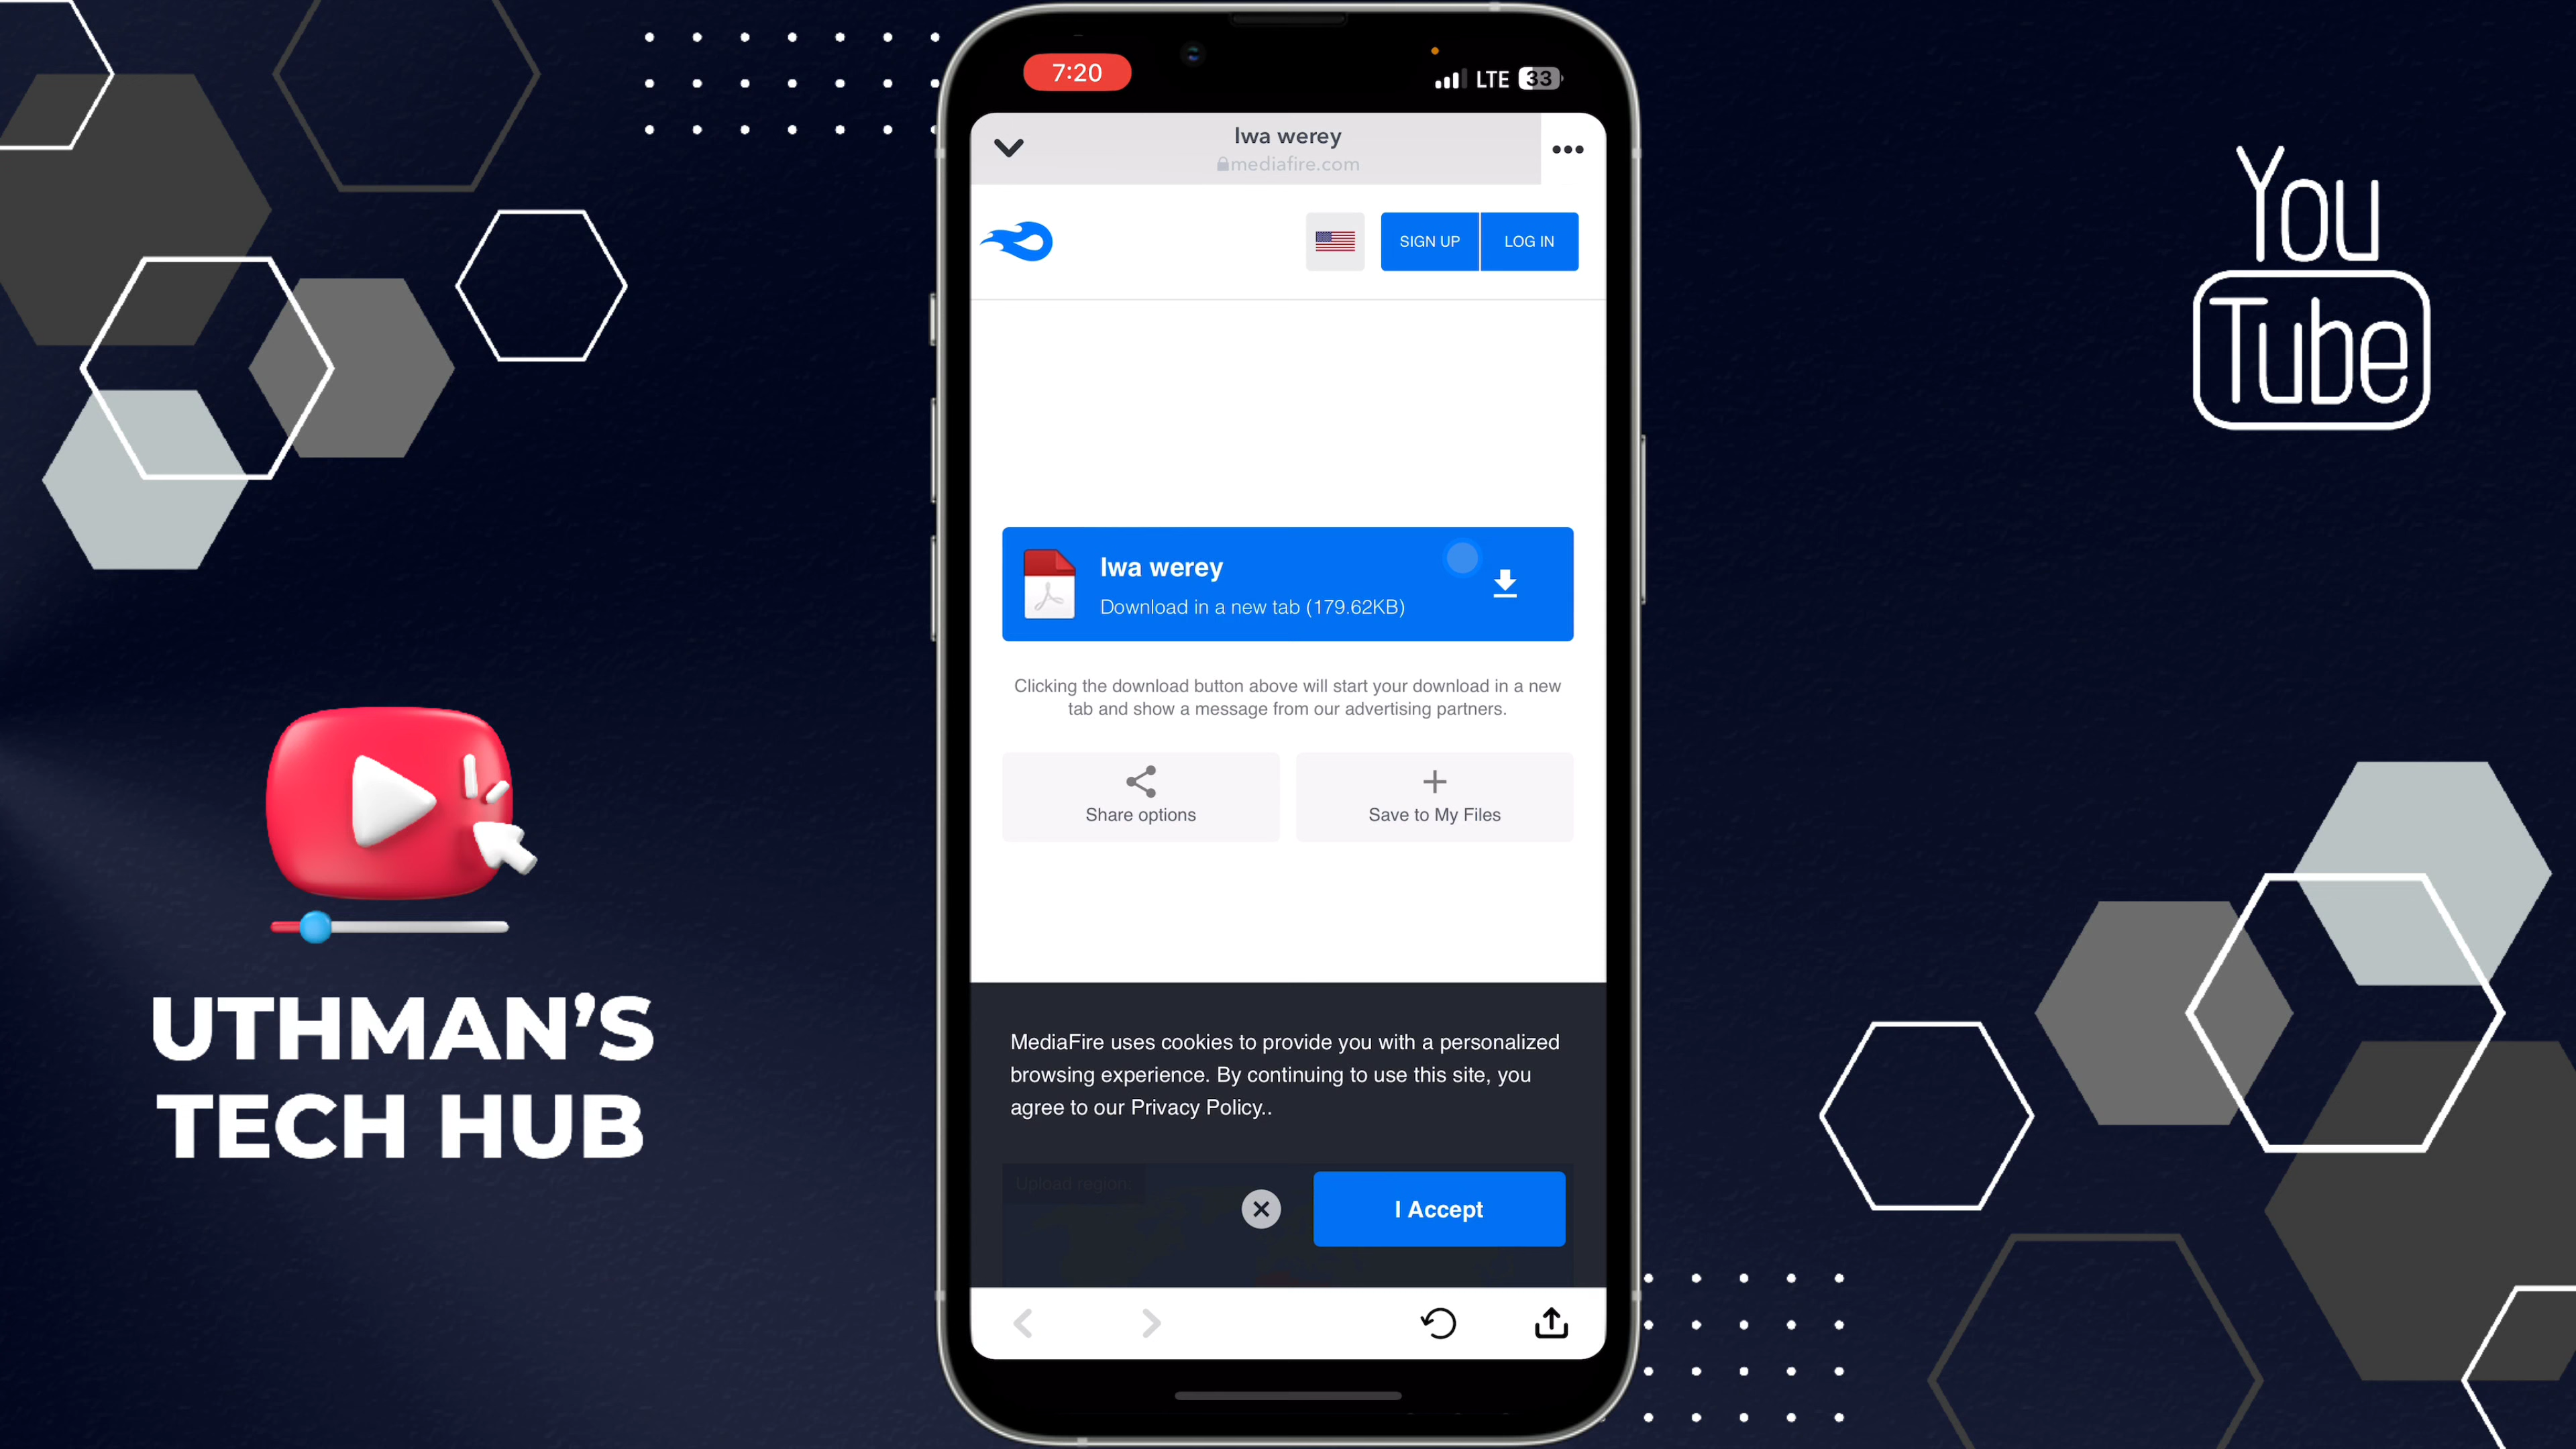 7:20
LTE 33
Iwa werey
mediafire.com
SIGN UP
LOG IN
Iwa werey
Download in a new tab (179.62KB)
Clicking the download button above will start your download in a new
tab and show a message from our advertising partners.
Share options
Save to My Files
MediaFire uses cookies to provide you with a personalized
browsing experience. By continuing to use this site, you
agree to our Privacy Policy..
Upload region
I Accept
You
Tube
UTHMAN'S
TECH HUB